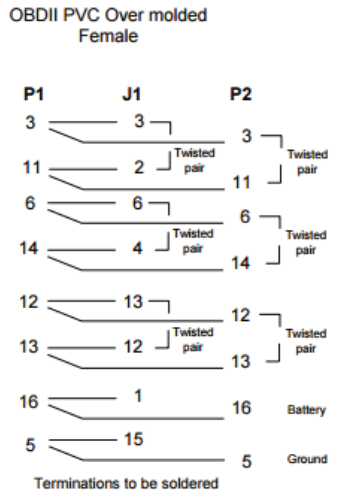 OBDII PVC Over molded
Female
P1 J1 P2
3 3 3
Twisted
pair
Twisted
pair
11 2 11
6 6 6
Twisted
pair
Twisted
pair
14 4 14
12 13 12
Twisted
pair
Twisted
pair
13 12 13
16 1 16 Battery
5 15 5 Ground
Terminations to be soldered